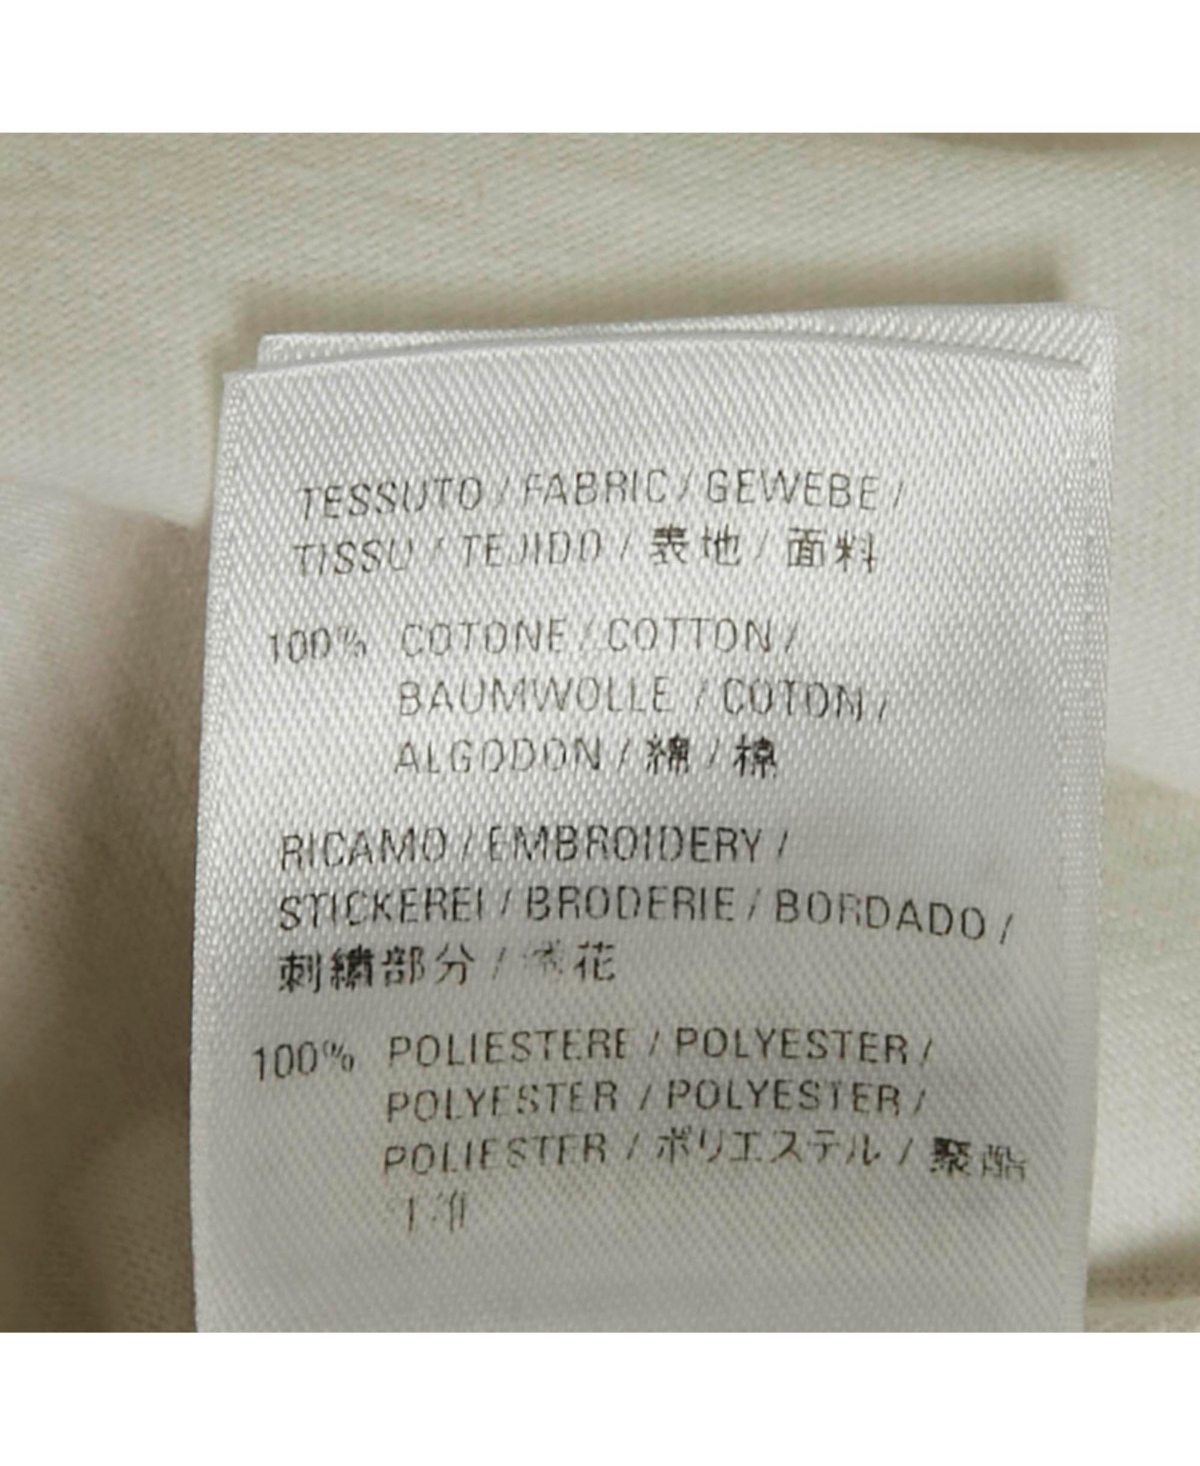 TESSUTO / FABRIC / GEWEBE /
TISSU / TEJIDO / 表地 / 面料
100% COTONE / COTTON /
BAUMWOLLE / COTON /
ALGODON / 綿 / 棉
RICAMO / EMBROIDERY /
STICKEREI / BRODERIE / BORDADO /
刺繍部分 / 绣花
100% POLIESTERE / POLYESTER /
POLYESTER / POLYESTER /
POLIESTER / ポリエステル / 聚酯